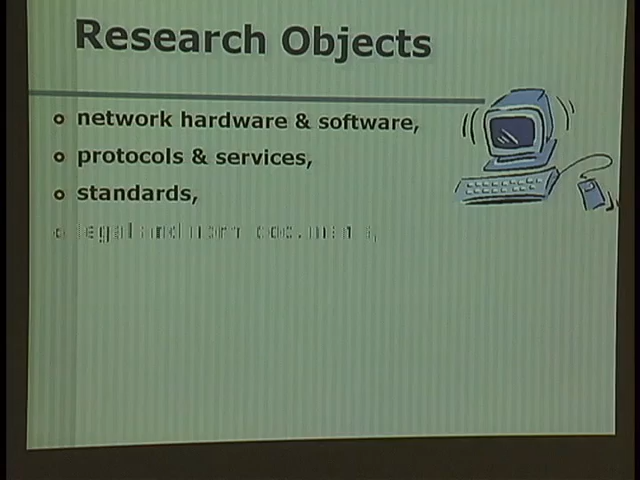 Research Objects
network hardware & software,
protocols & services,
standards,